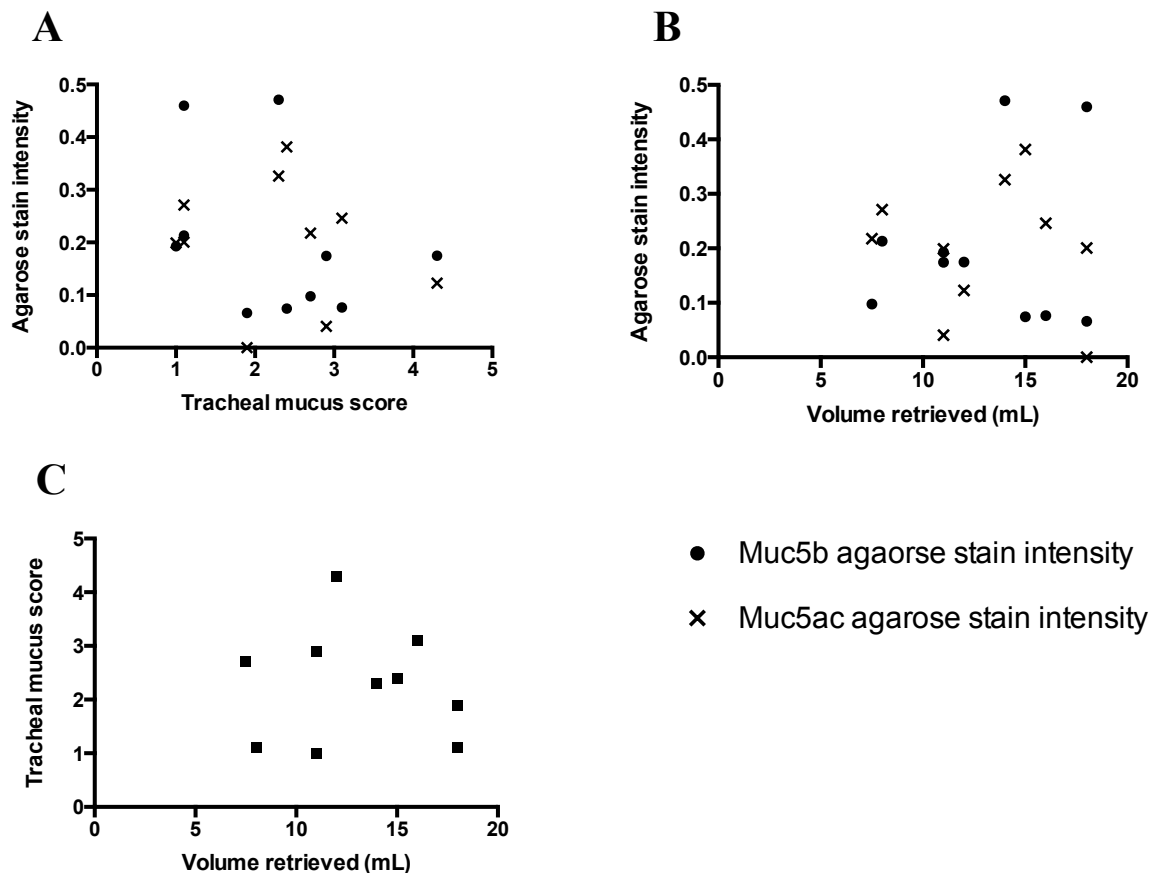 A
0.5
0.4
0.3
0.2
0.1
0.0
Agarose stain intensity
0 1 2 3 4 5
Tracheal mucus score
B
0.5
0.4
0.3
0.2
0.1
0.0
Agarose stain intensity
0 5 10 15 20
Volume retrieved (mL)
C
5
4
3
2
1
0
Tracheal mucus score
0 5 10 15 20
Volume retrieved (mL)
Muc5b agaorse stain intensity
Muc5ac agarose stain intensity